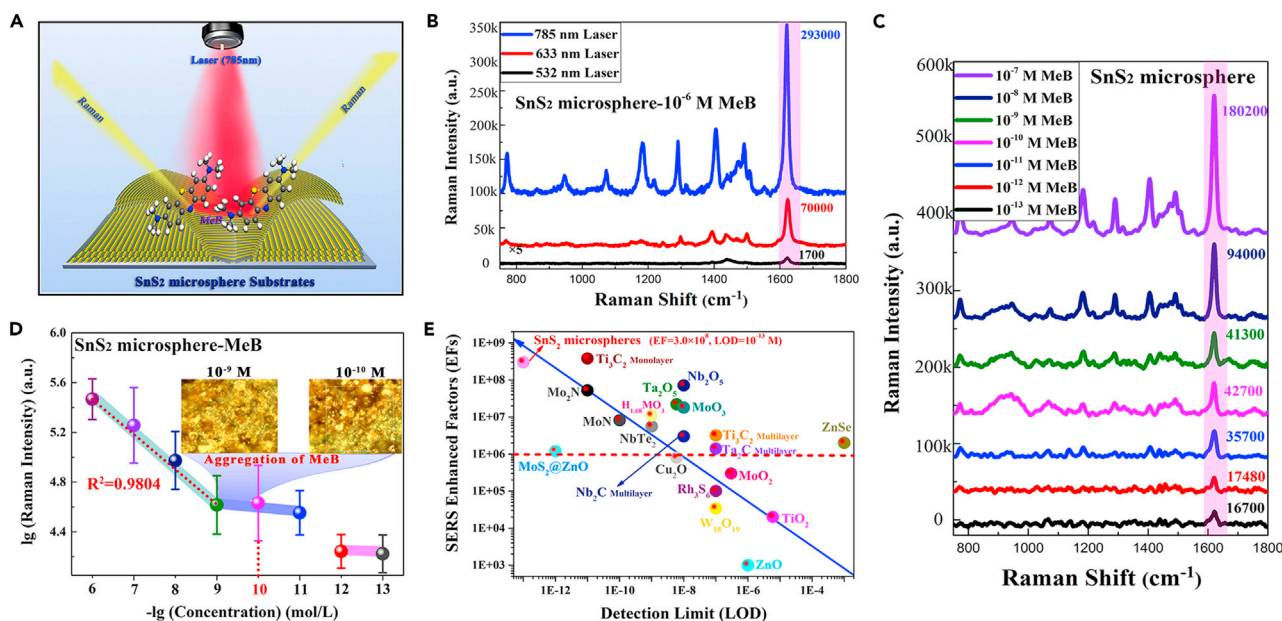 A
Laser (785nm)
Raman
Raman
MeB
SnS₂ microsphere Substrates
B
350k
300k
250k
200k
150k
100k
50k
0
785 nm Laser
633 nm Laser
532 nm Laser
SnS₂ microsphere-10⁻⁶ M MeB
293000
70000
×5
1700
800 1000 1200 1400 1600 1800
Raman Shift (cm⁻¹)
Raman Intensity (a.u.)
C
600k
500k
400k
300k
200k
100k
0
10⁻⁷ M MeB
10⁻⁸ M MeB
10⁻⁹ M MeB
10⁻¹⁰ M MeB
10⁻¹¹ M MeB
10⁻¹² M MeB
10⁻¹³ M MeB
SnS₂ microsphere
180200
94000
41300
42700
35700
17480
16700
800 1000 1200 1400 1600 1800
Raman Shift (cm⁻¹)
Raman Intensity (a.u.)
D
6.0
5.6
5.2
4.8
4.4
SnS₂ microsphere-MeB
10⁻⁹ M
10⁻¹⁰ M
Aggregation of MeB
R²=0.9804
6 7 8 9 10 11 12 13
-lg (Concentration) (mol/L)
lg (Raman Intensity) (a.u.)
E
1E+09
1E+08
1E+07
1E+06
1E+05
1E+04
1E+03
SnS₂ microspheres (EF=3.0×10⁸, LOD=10⁻¹³ M)
Ti₃C₂ Monolayer
Mo₂N
Nb₂O₅
Ta₂O₅
MoO₃
H₁.₆₈MO₃
MoN
NbTe₂
Ti₃C₂ Multilayer
Ta₂C Multilayer
ZnSe
MoS₂@ZnO
Cu₂O
Nb₂C Multilayer
MoO₂
Rh₃S₆
W₁₈O₁₉
TiO₂
ZnO
1E-12 1E-10 1E-8 1E-6 1E-4
Detection Limit (LOD)
SERS Enhanced Factors (EFs)